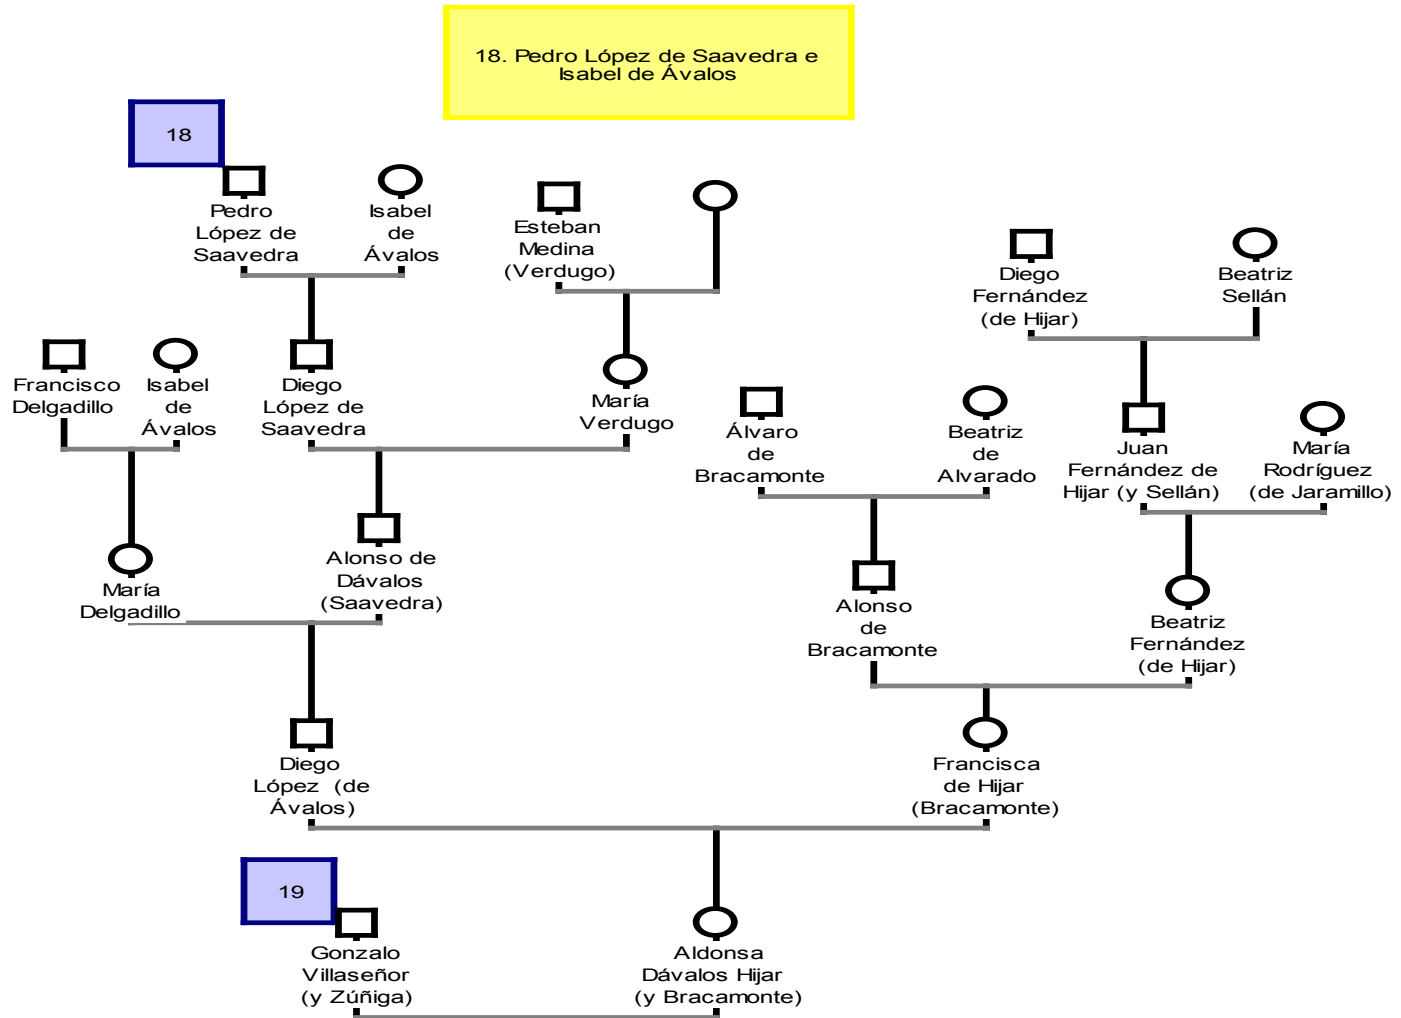 18. Pedro López de Saavedra e
Isabel de Ávalos
18
Pedro
López de
Saavedra
Isabel
de
Ávalos
Esteban
Medina
(Verdugo)
Diego
Fernández
(de Hijar)
Beatriz
Sellán
Francisco
Delgadillo
Isabel
de
Ávalos
Diego
López de
Saavedra
María
Verdugo
Álvaro
de
Bracamonte
Beatriz
de
Alvarado
Juan
Fernández de
Hijar (y Sellán)
María
Rodríguez
(de Jaramillo)
María
Delgadillo
Alonso de
Dávalos
(Saavedra)
Alonso
de
Bracamonte
Beatriz
Fernández
(de Hijar)
Diego
López (de
Ávalos)
Francisca
de Hijar
(Bracamonte)
19
Gonzalo
Villaseñor
(y Zúñiga)
Aldonsa
Dávalos Hijar
(y Bracamonte)